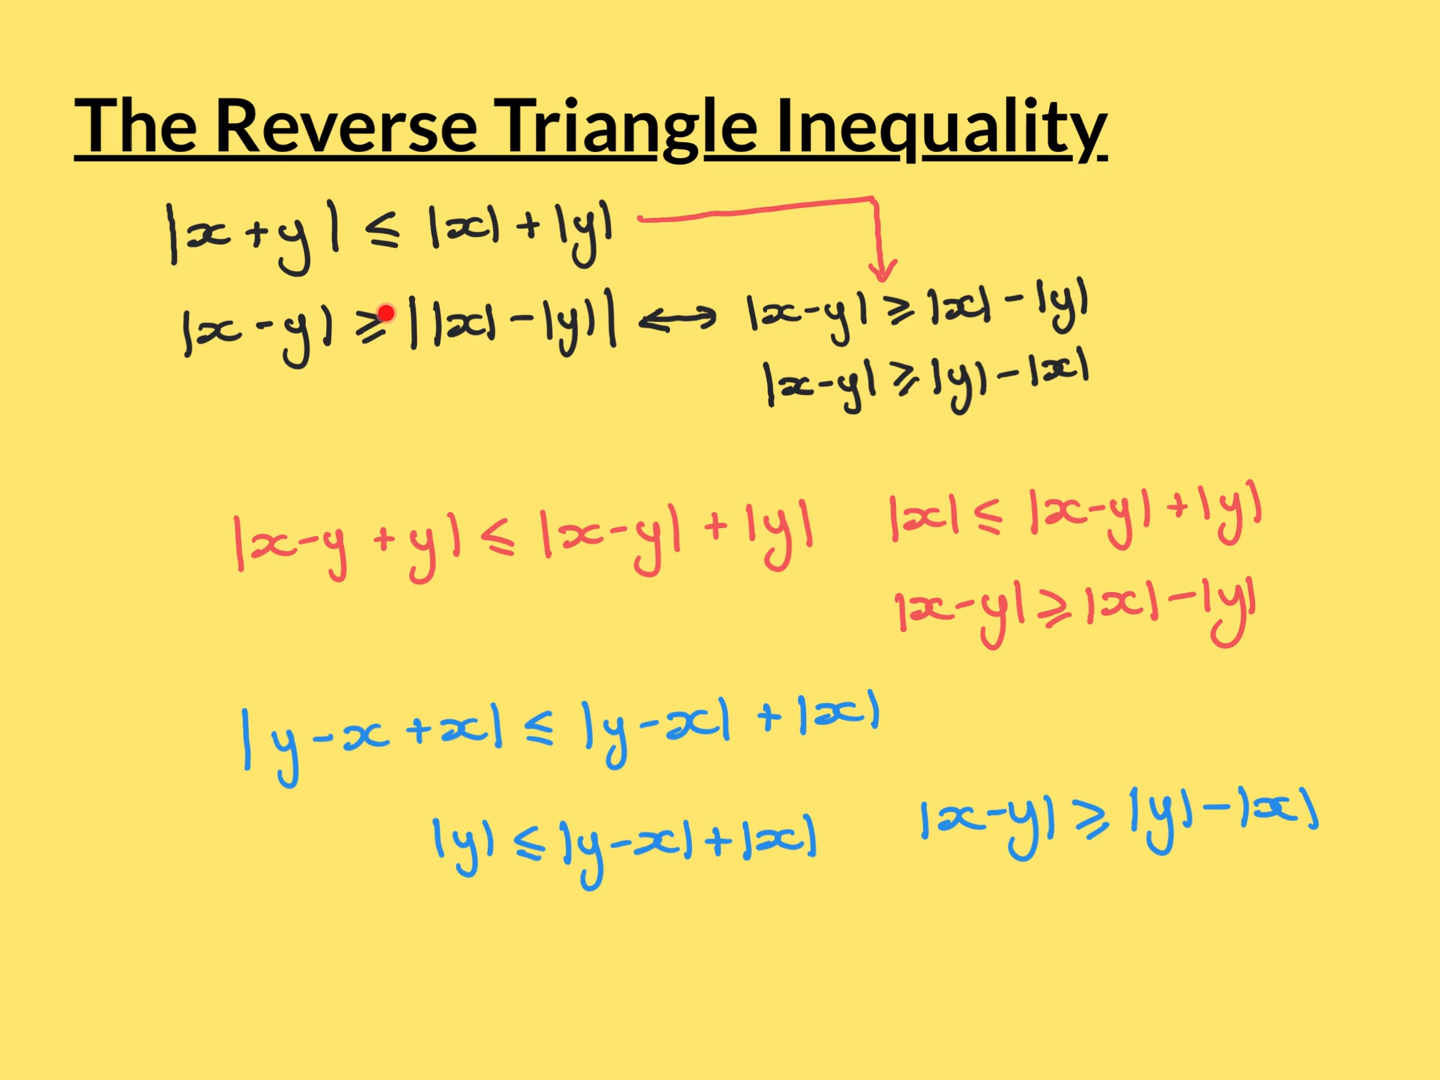 The Reverse Triangle Inequality
|x + y| ≤ |x| + |y|
|x - y| ≥ ||x| - |y|| ↔ |x-y| ≥ |x| - |y|
|x-y| ≥ |y| - |x|
|x-y + y| ≤ |x-y| + |y| |x| ≤ |x-y| + |y|
|x-y| ≥ |x| - |y|
|y-x + x| ≤ |y-x| + |x|
|y| ≤ |y-x| + |x| |x-y| ≥ |y| - |x|